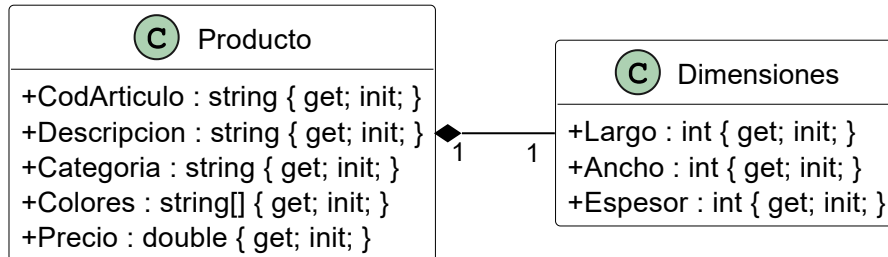 C Producto
+CodArticulo : string { get; init; }
+Descripcion : string { get; init; }
+Categoria : string { get; init; }
+Colores : string[] { get; init; }
+Precio : double { get; init; }
1
1
C Dimensiones
+Largo : int { get; init; }
+Ancho : int { get; init; }
+Espesor : int { get; init; }